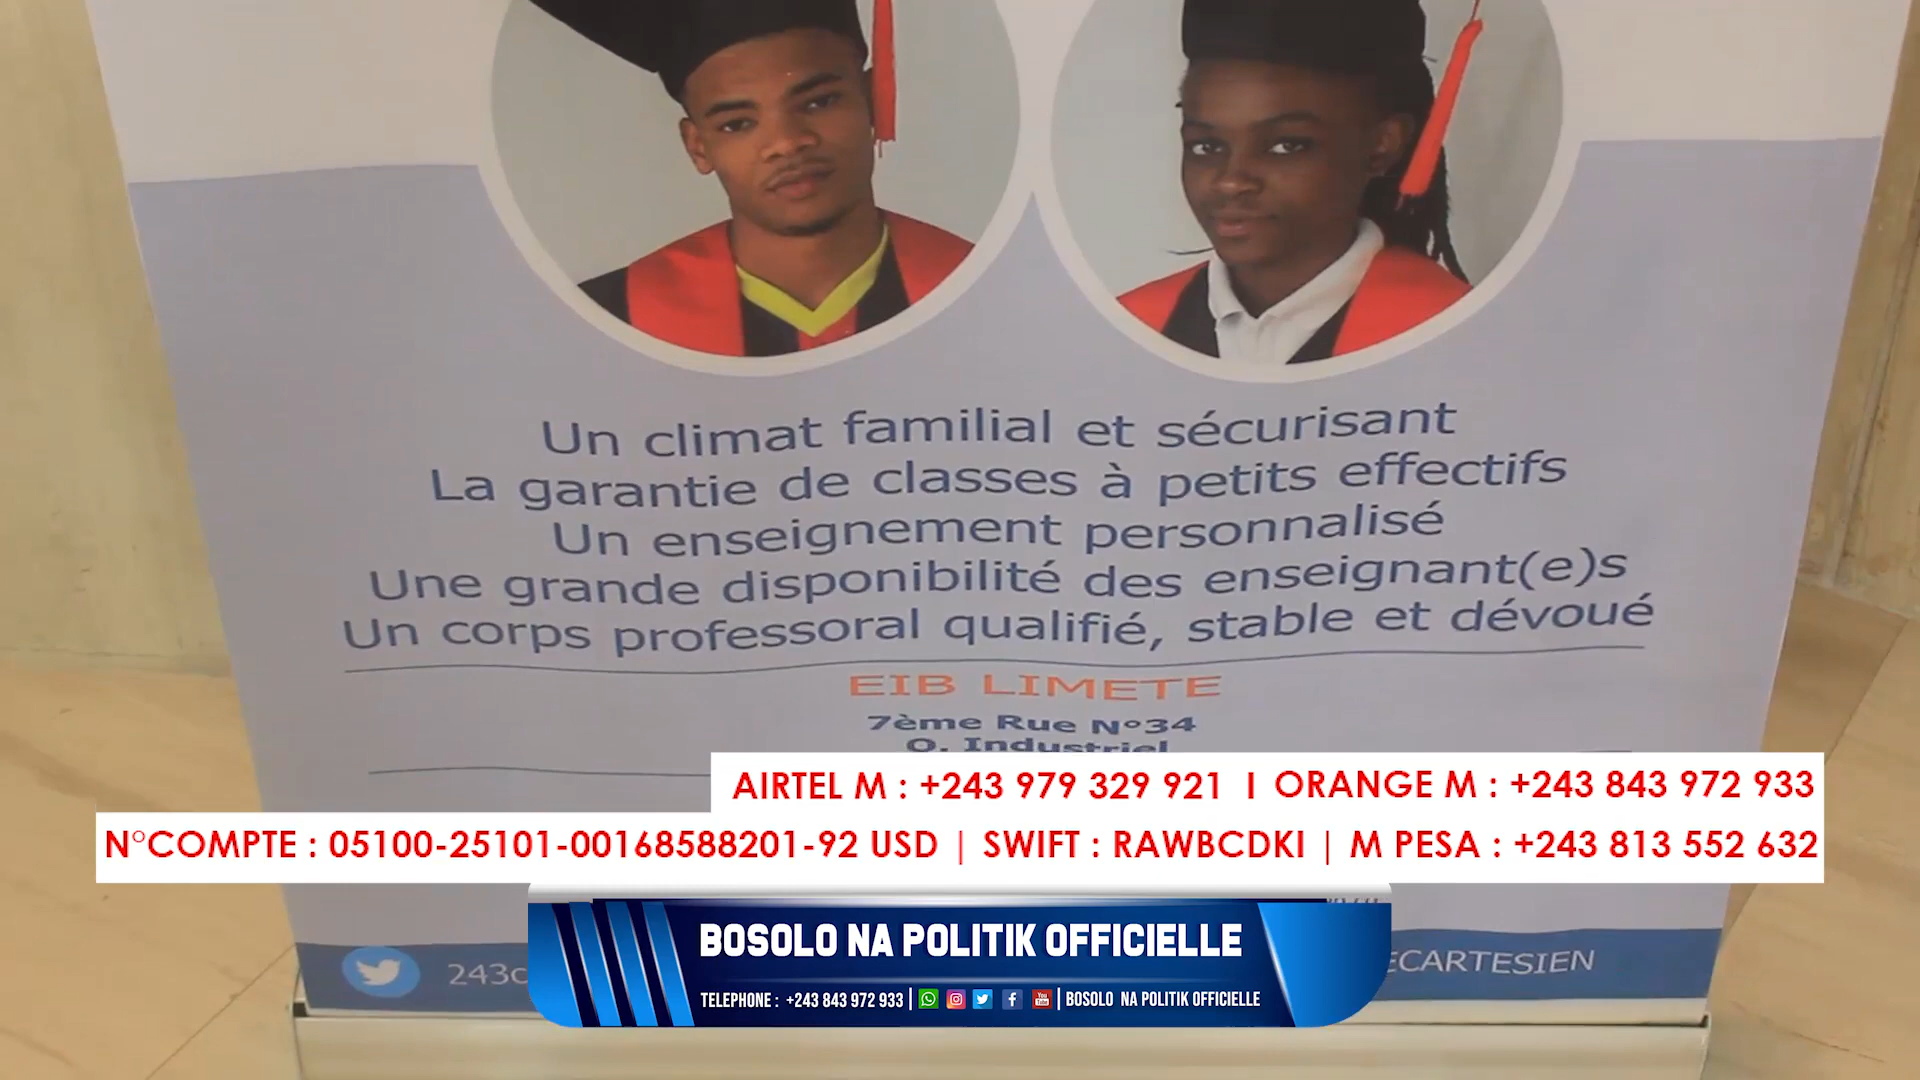 Un climat familial et sécurisant
La garantie de classes à petits effectifs
Un enseignement personnalisé
Une grande disponibilité des enseignant(e)s
Un corps professoral qualifié, stable et dévoué
EIB LIMETE
7ème Rue N°34
Q. Industriel
AIRTEL M : +243 979 329 921 I ORANGE M : +243 843 972 933
N°COMPTE : 05100-25101-00168588201-92 USD | SWIFT : RAWBCDKI | M PESA : +243 813 552 632
BOSOLO NA POLITIK OFFICIELLE
TELEPHONE : +243 843 972 933 | | BOSOLO NA POLITIK OFFICIELLE
243c
ECARTESIEN